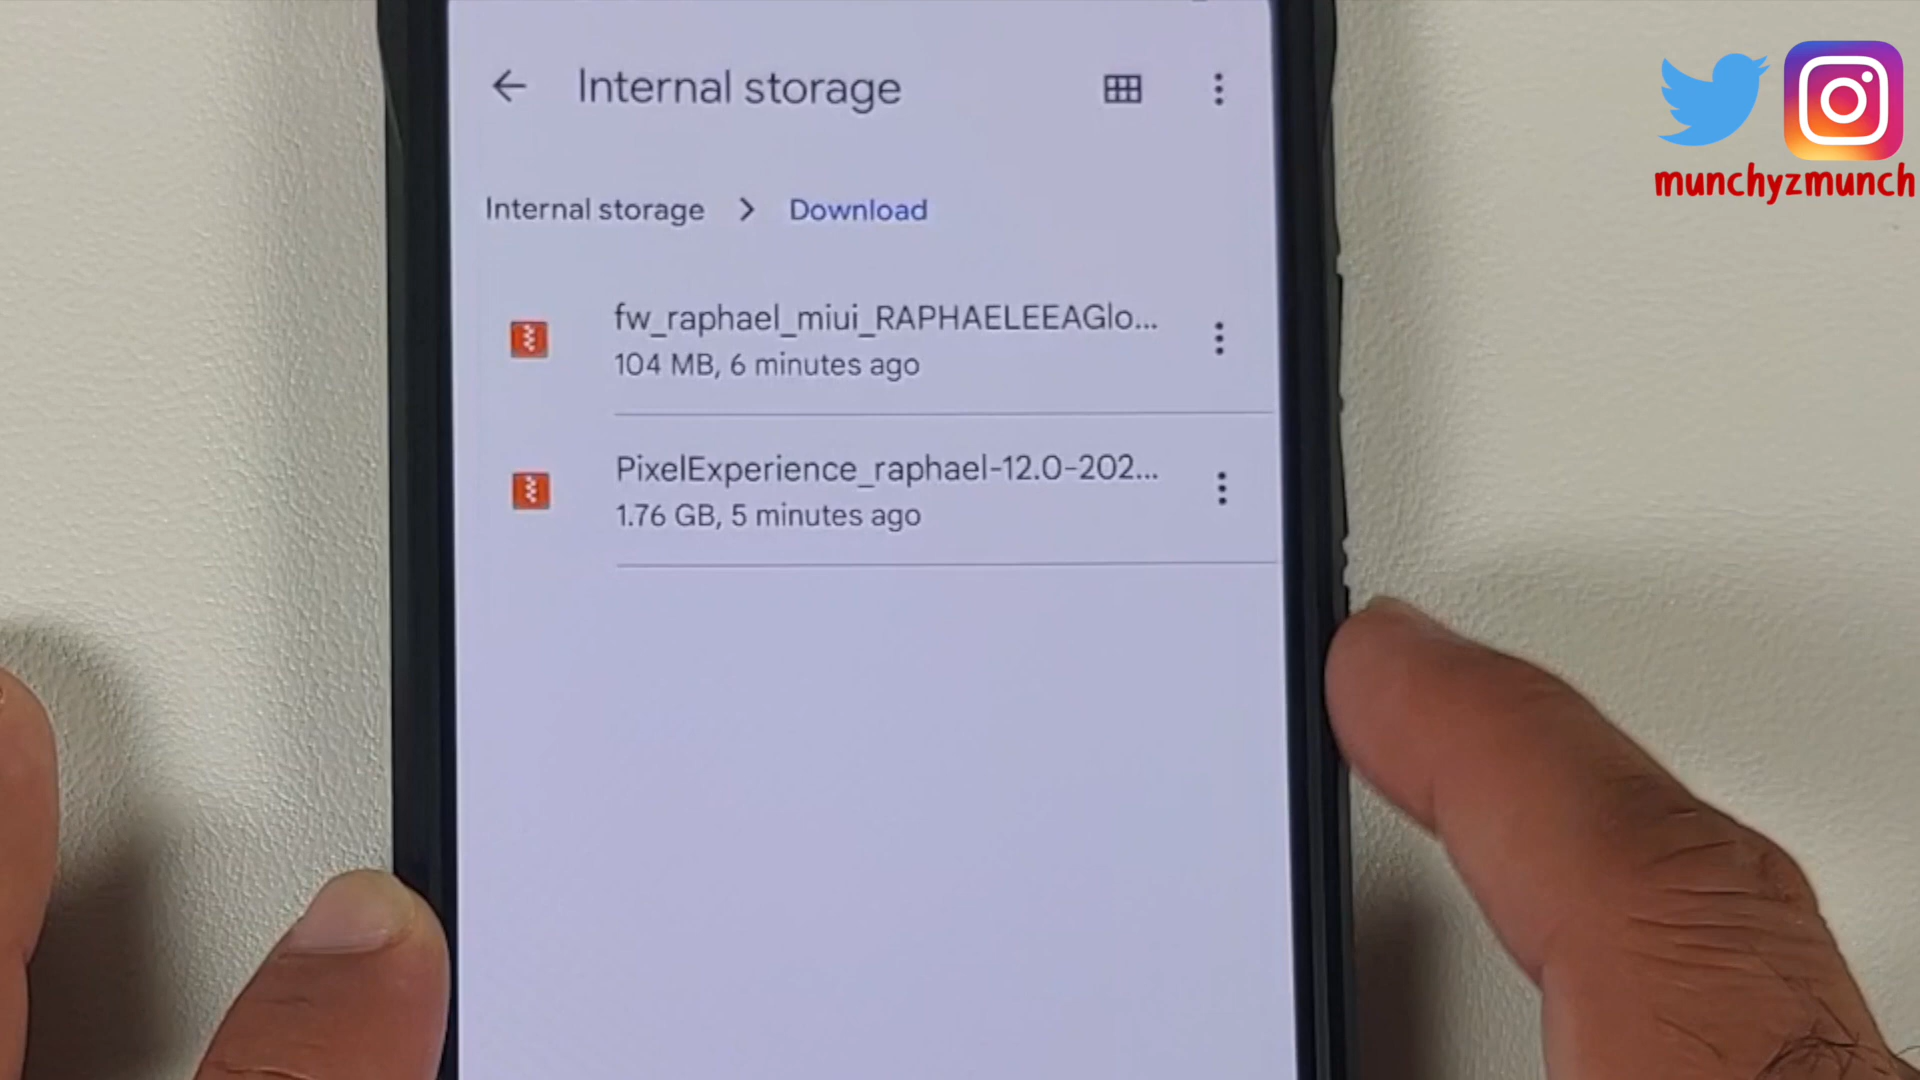 Internal storage
Internal storage > Download
fw_raphael_miui_RAPHAELEEAGlo...
104 MB, 6 minutes ago
PixelExperience_raphael-12.0-202...
1.76 GB, 5 minutes ago
munchyzmunch